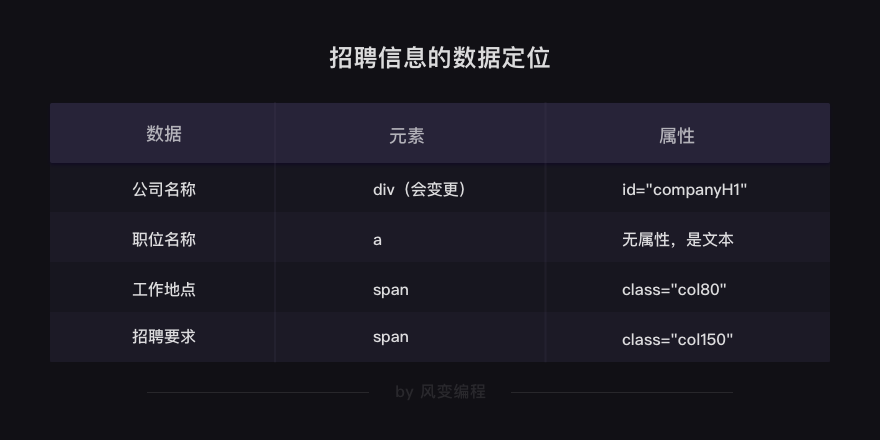 招聘信息的数据定位
数据 元素 属性
公司名称 div（会变更） id="companyH1"
职位名称 a 无属性，是文本
工作地点 span class="col80"
招聘要求 span class="col150"
by 风变编程